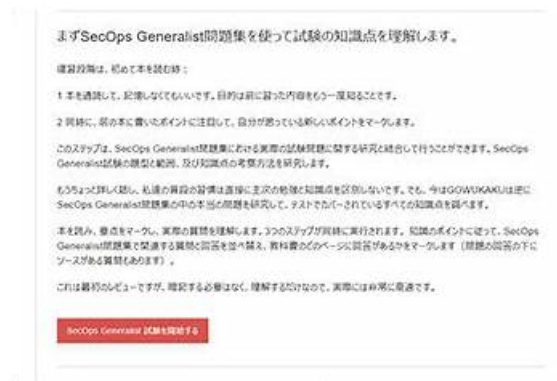 まずSecOps Generalist問題集を使って試験の知識点を理解します。
復習段階は、初めて本を読む時：
1 本を通読して、記憶しなくてもいいです。目的は前に習った内容をもう一度知ることです。
2 同時に、前の本に書いたポイントに注目して、自分が思っている新しいポイントをマークします。
このステップは、SecOps Generalist問題集における実際の試験問題に関する研究と結合して行うことができます。SecOps
Generalist試験の題型と範囲、及び知識点の考察方法を研究します。
もうちょっと詳しく話し、私達の普段の習慣は直接に主次の勉強と知識点を区別しないです。でも、今はGOWUKAKUは逆に
SecOps Generalist問題集の中の本当の問題を研究して、テストでカバーされているすべての知識点を調べます。
本を読み、要点をマークし、実際の質問を理解します。3つのステップが同時に実行されます。 知識のポイントに従って、SecOps
Generalist問題集で関連する質問と回答を並べ替え、教科書のどのページに回答があるかをマークします（問題の回答の下に
ソースがある質問もあります）。
これは最初のレビューですが、暗記する必要はなく、理解するだけなので、実際には非常に高速です。
SecOps Generalist 試験を開始する